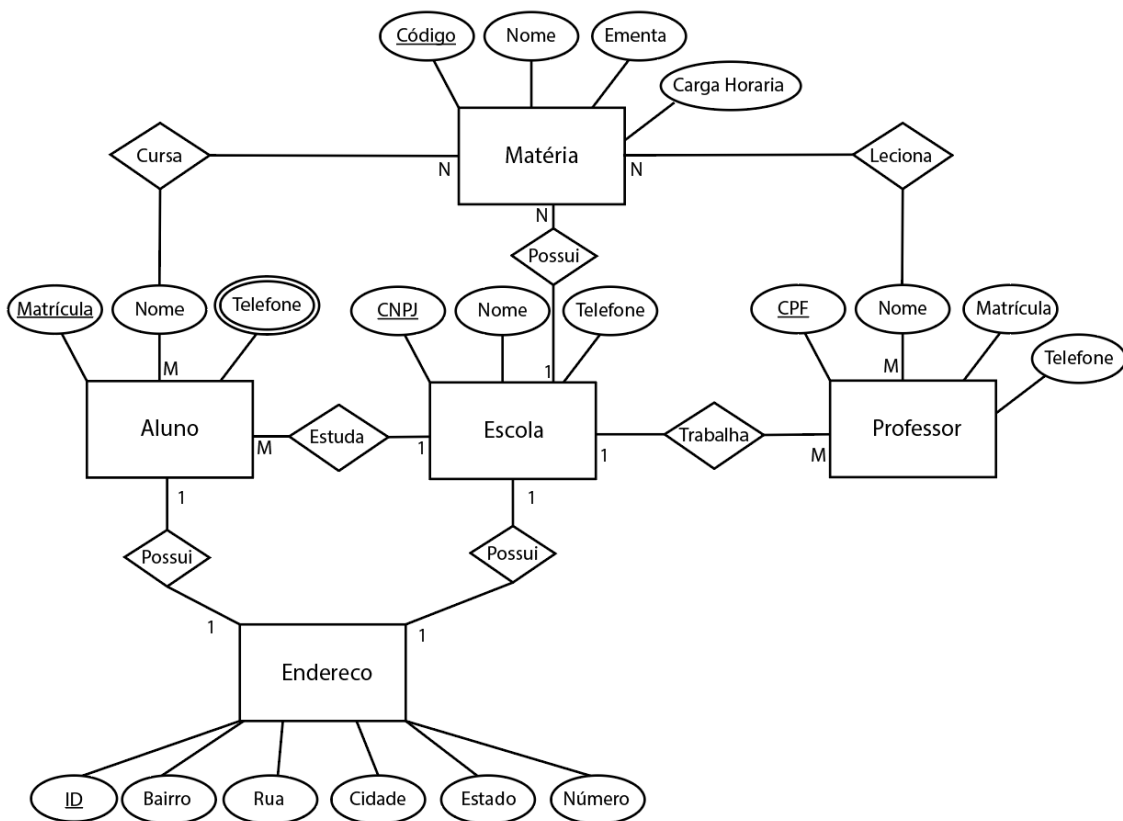 Código
Nome
Ementa
Carga Horaria
Cursa
Matéria
Leciona
N
N
N
Possui
Matrícula
Nome
Telefone
CNPJ
Nome
Telefone
CPF
Nome
Matrícula
Telefone
M
1
M
Aluno
Estuda
Escola
Trabalha
Professor
M
1
1
M
1
1
Possui
Possui
1
1
Endereco
ID
Bairro
Rua
Cidade
Estado
Número